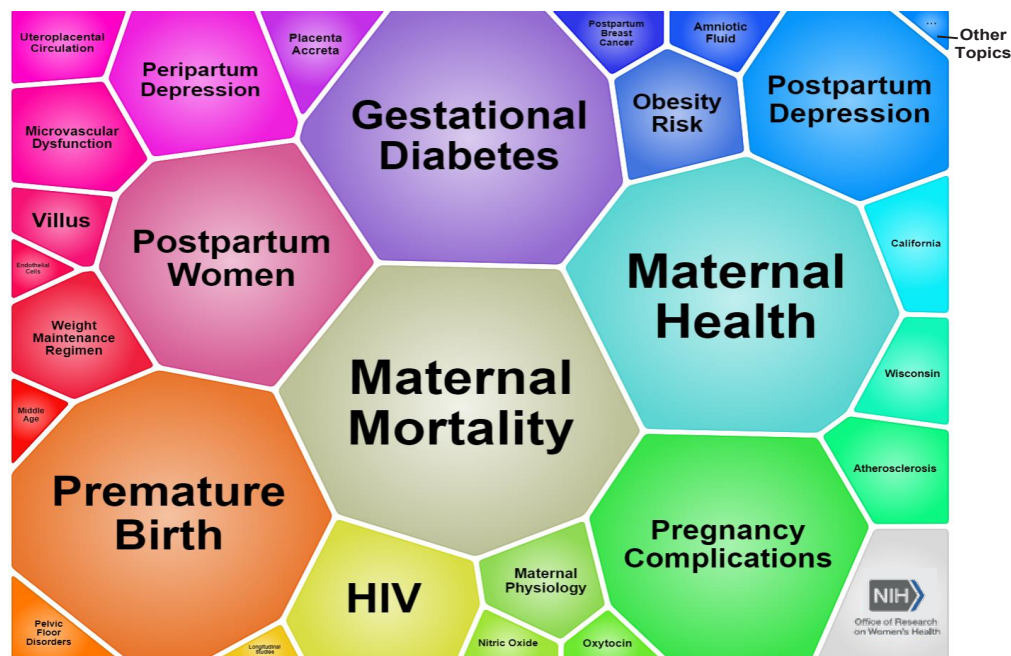 Uteroplacental
Circulation
Peripartum
Depression
Placenta
Accreta
Gestational
Diabetes
Postpartum
Breast
Cancer
Amniotic
Fluid
Obesity
Risk
Postpartum
Depression
...
Other
Topics
Microvascular
Dysfunction
Villus
Endothelial
Cells
Postpartum
Women
Maternal
Health
California
Weight
Maintenance
Regimen
Middle
Age
Maternal
Mortality
Wisconsin
Atherosclerosis
Premature
Birth
Pregnancy
Complications
HIV
Maternal
Physiology
Pelvic
Floor
Disorders
Longitudinal
studies
Nitric Oxide
Oxytocin
NIH
Office of Research
on Women's Health